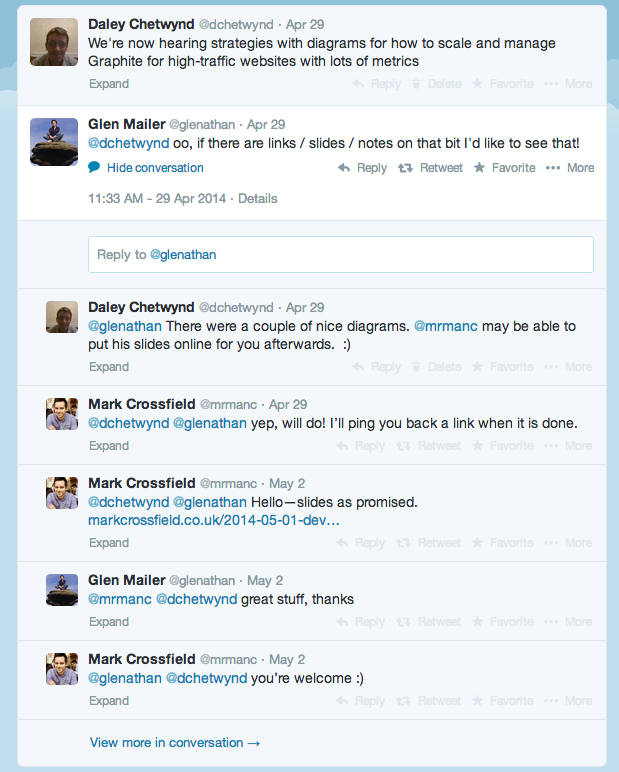 Daley Chetwynd @dchetwynd · Apr 29
We're now hearing strategies with diagrams for how to scale and manage
Graphite for high-traffic websites with lots of metrics
Expand Reply Delete Favorite More
Glen Mailer @glenathan · Apr 29
@dchetwynd oo, if there are links / slides / notes on that bit I'd like to see that!
Hide conversation Reply Retweet Favorite More
11:33 AM - 29 Apr 2014 · Details
Reply to @glenathan
Daley Chetwynd @dchetwynd · Apr 29
@glenathan There were a couple of nice diagrams. @mrmanc may be able to
put his slides online for you afterwards. :)
Expand Reply Delete Favorite More
Mark Crossfield @mrmanc · Apr 29
@dchetwynd @glenathan yep, will do! I’ll ping you back a link when it is done.
Expand Reply Retweet Favorite More
Mark Crossfield @mrmanc · May 2
@dchetwynd @glenathan Hello—slides as promised.
markcrossfield.co.uk/2014-05-01-dev…
Expand Reply Retweet Favorite More
Glen Mailer @glenathan · May 2
@mrmanc @dchetwynd great stuff, thanks
Expand Reply Retweet Favorite More
Mark Crossfield @mrmanc · May 2
@glenathan @dchetwynd you’re welcome :)
Expand Reply Retweet Favorite More
View more in conversation →